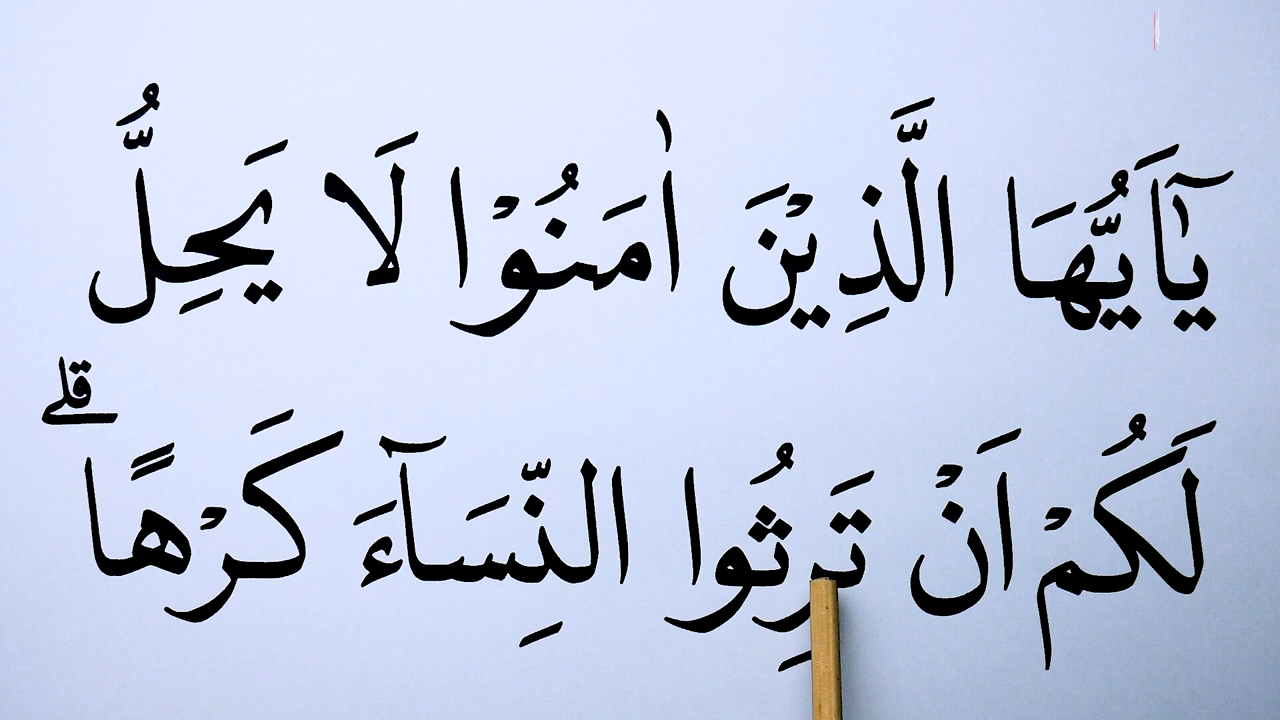 يٰٓاَيُّهَا الَّذِيْنَ اٰمَنُوْا لَا يَحِلُّ
لَكُمْ اَنْ تَرِثُوا النِّسَآءَ كَرْهًا ۗ